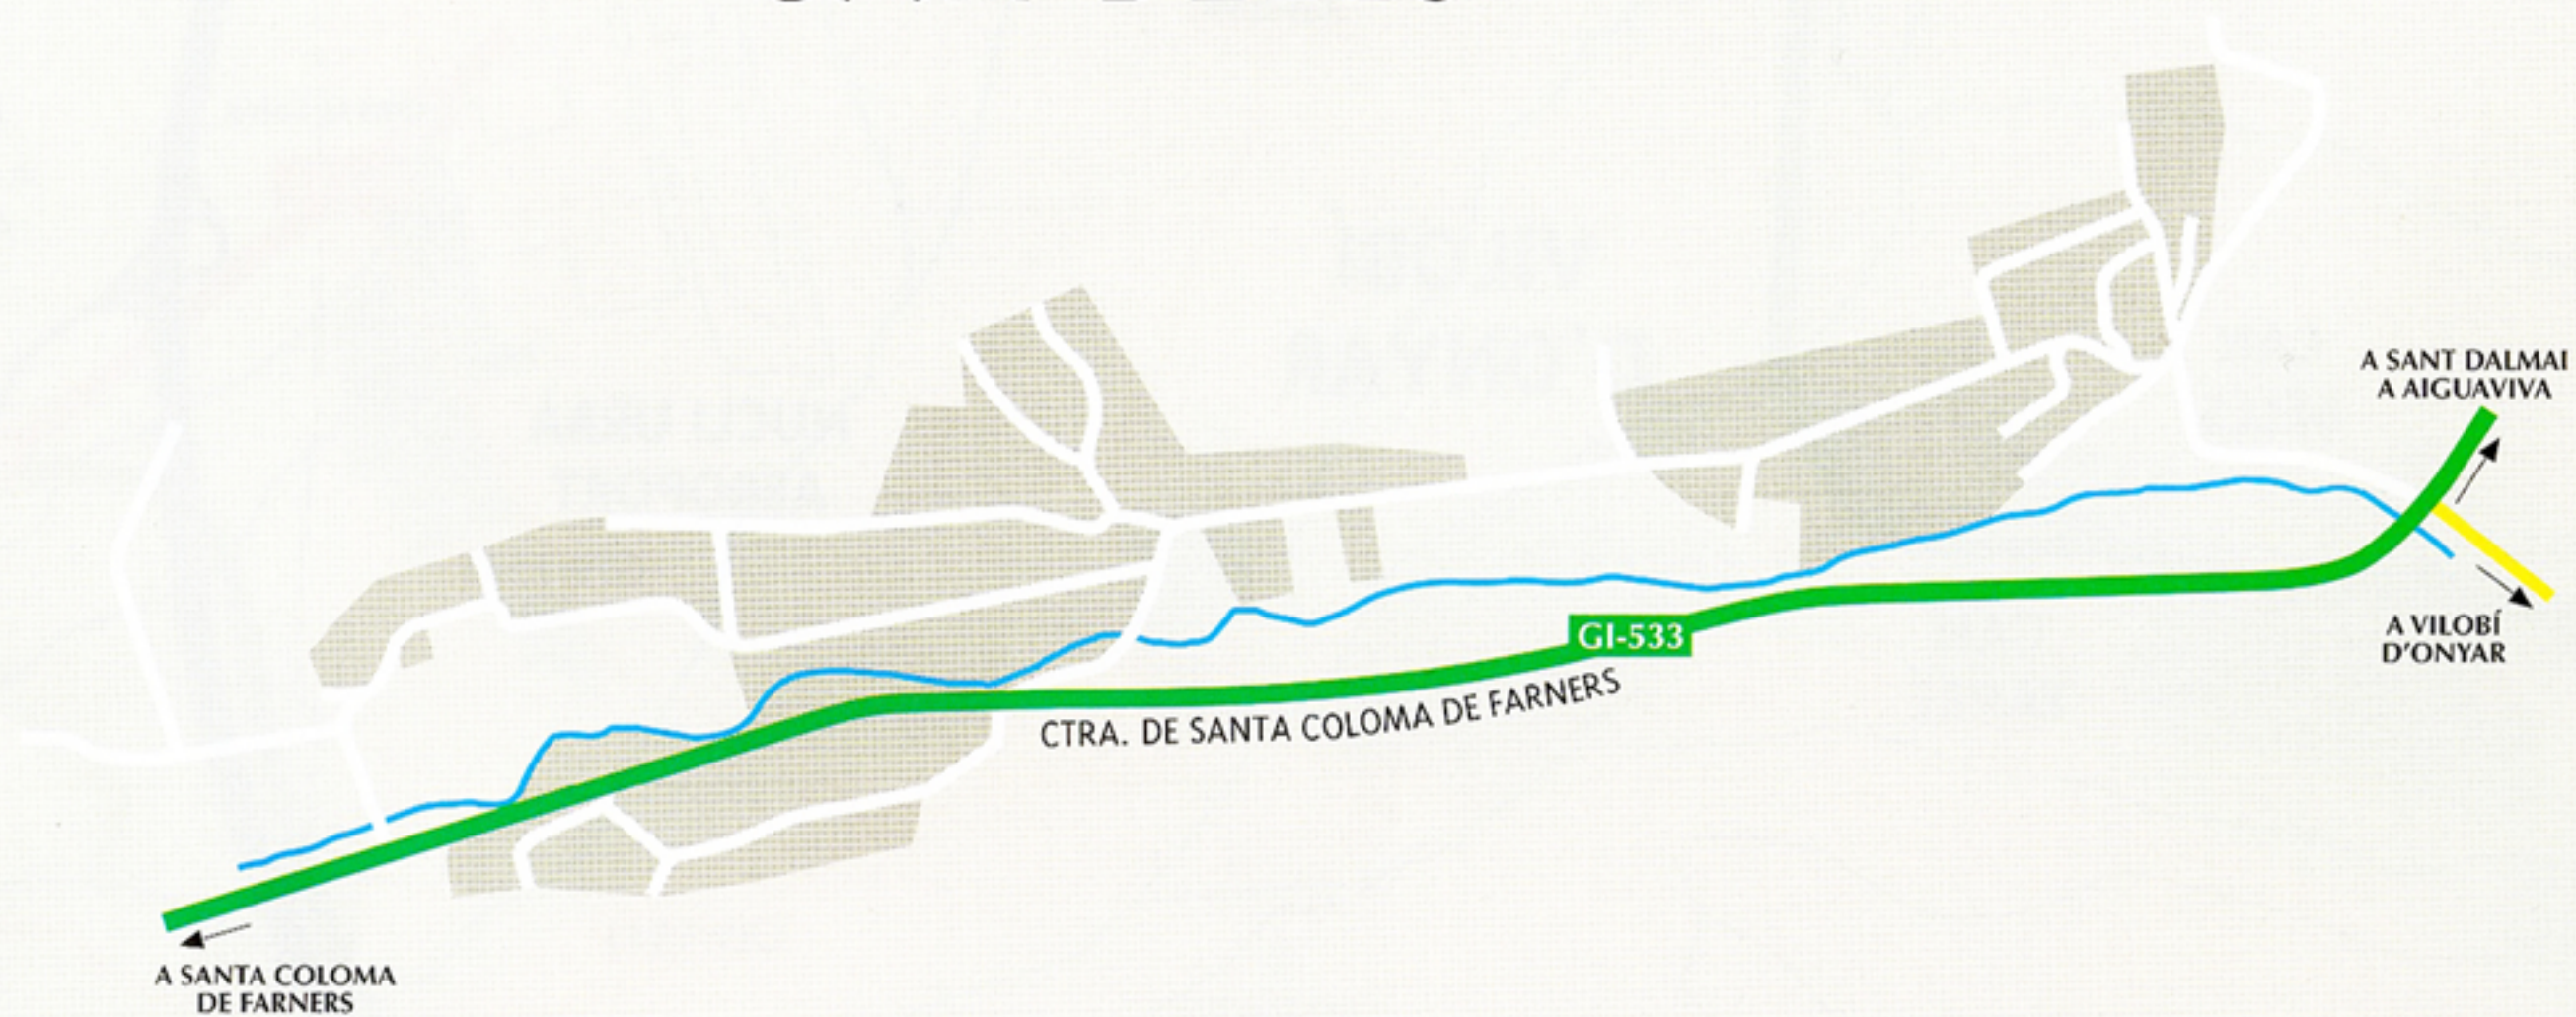 A SANT DALMAI
A AIGUAVIVA
GI-533
A VILOBÍ
D'ONYAR
CTRA. DE SANTA COLOMA DE FARNERS
A SANTA COLOMA
DE FARNERS